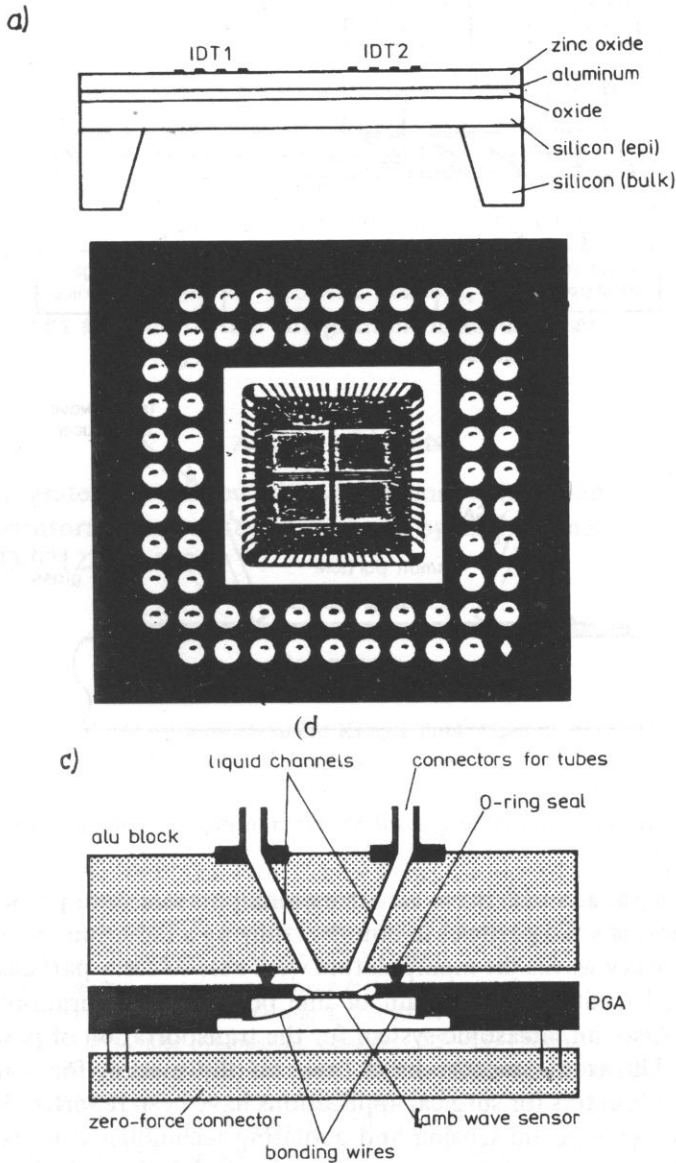 a)
IDT1 IDT2
zinc oxide
aluminum
oxide
silicon (epi)
silicon (bulk)
(d
c)
liquid channels
connectors for tubes
O-ring seal
alu block
PGA
zero-force connector
lamb wave sensor
bonding wires